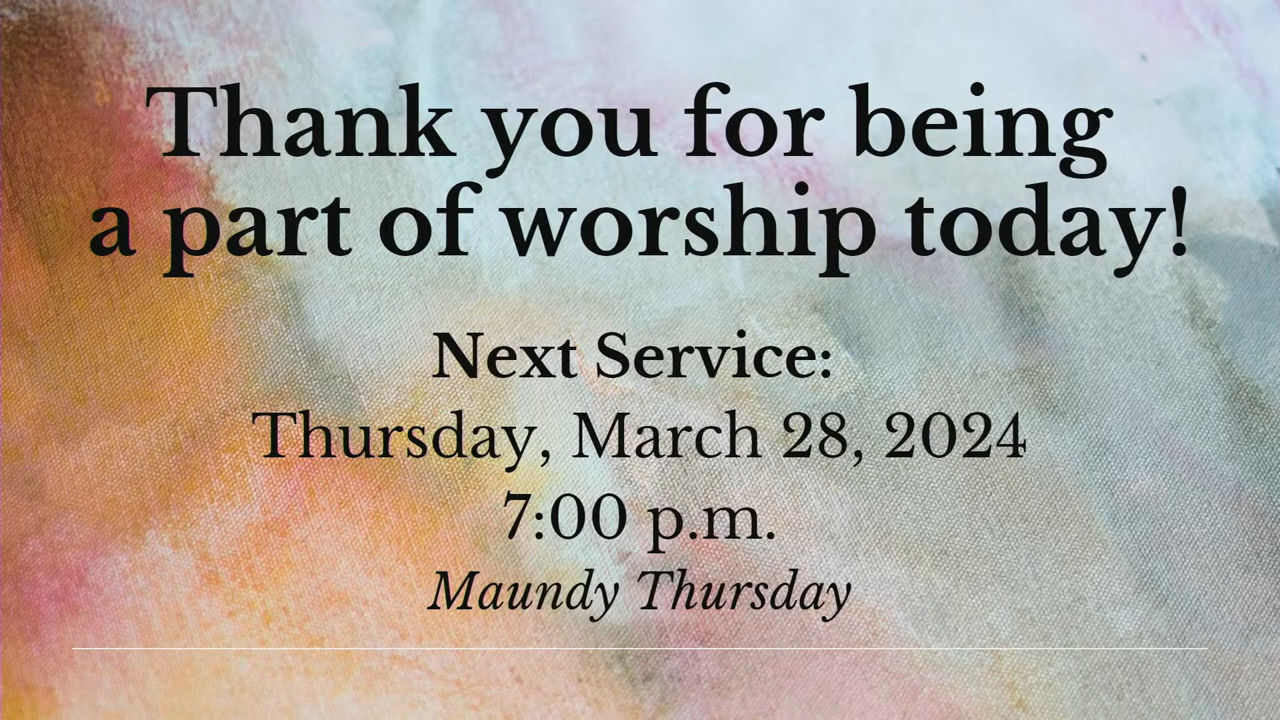 Thank you for being
a part of worship today!
Next Service:
Thursday, March 28, 2024
7:00 p.m.
Maundy Thursday